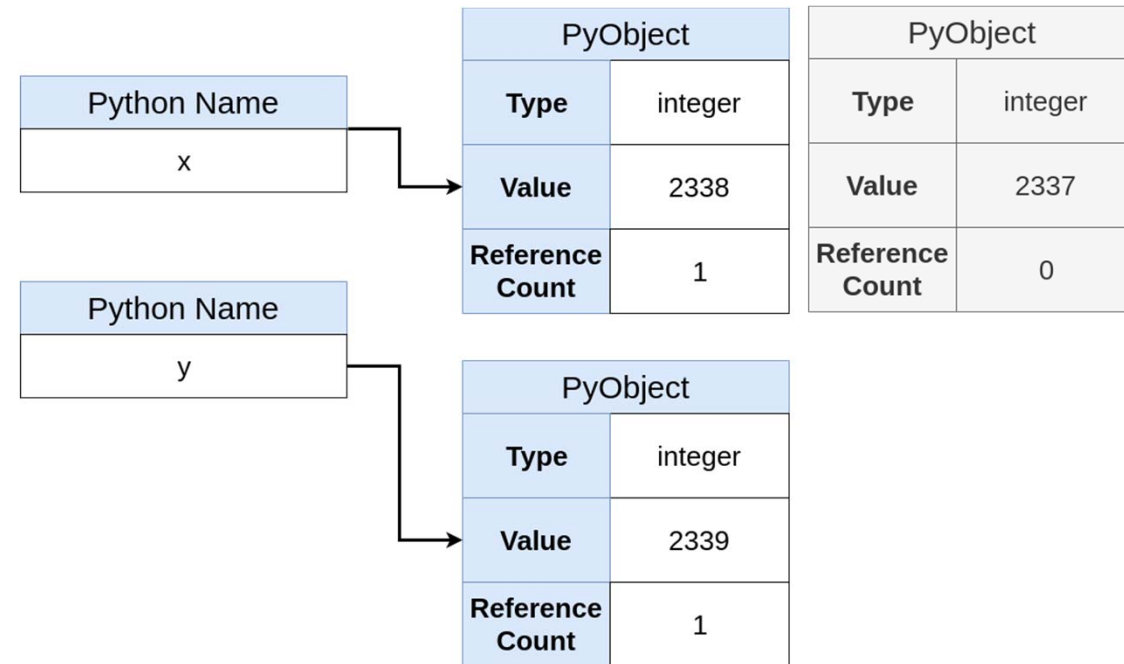 Python Name
x
PyObject
Type integer
Value 2338
Reference
Count
1
PyObject
Type integer
Value 2337
Reference
Count
0
Python Name
y
PyObject
Type integer
Value 2339
Reference
Count
1